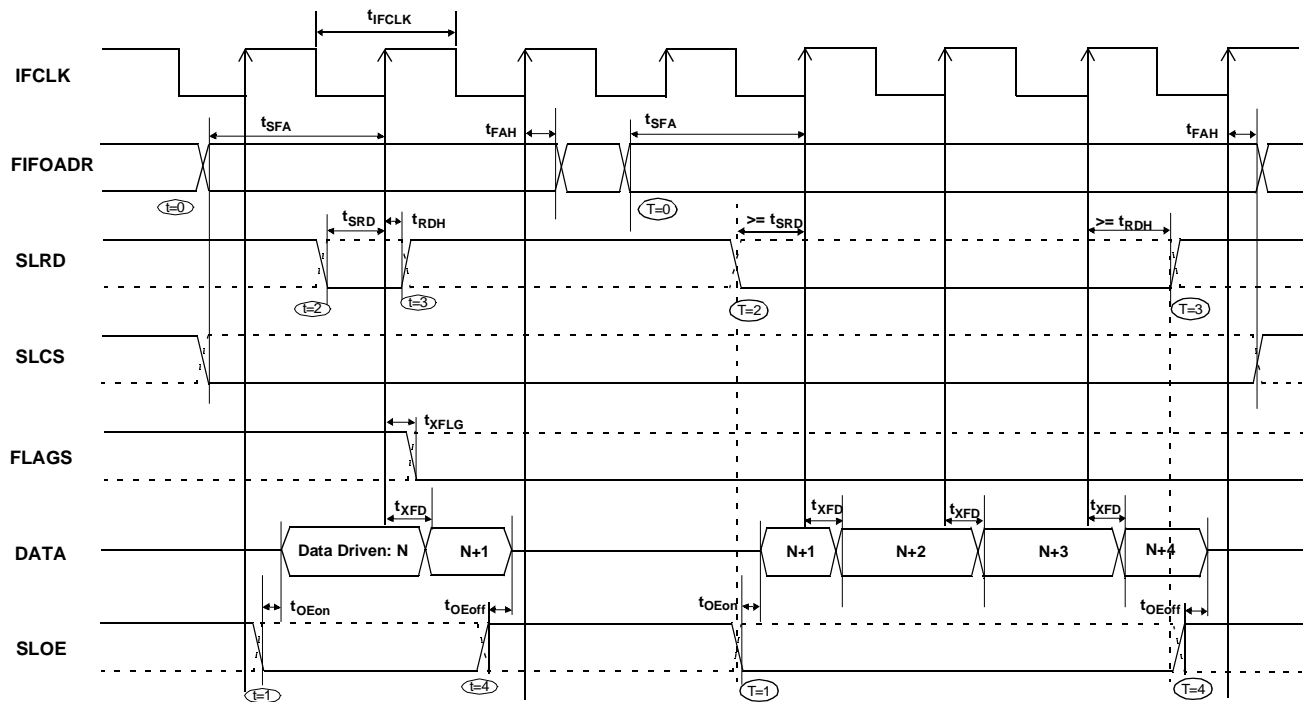 tIFCLK
IFCLK
tSFA
tFAH
tSFA
tFAH
FIFOADR
t=0
T=0
tSRD
tRDH
>= tSRD
>= tRDH
SLRD
t=2
t=3
T=2
T=3
SLCS
tXFLG
FLAGS
tXFD
tXFD
tXFD
tXFD
DATA
Data Driven: N
N+1
N+1
N+2
N+3
N+4
tOEon
tOEoff
tOEon
tOEoff
SLOE
t=1
t=4
T=1
T=4